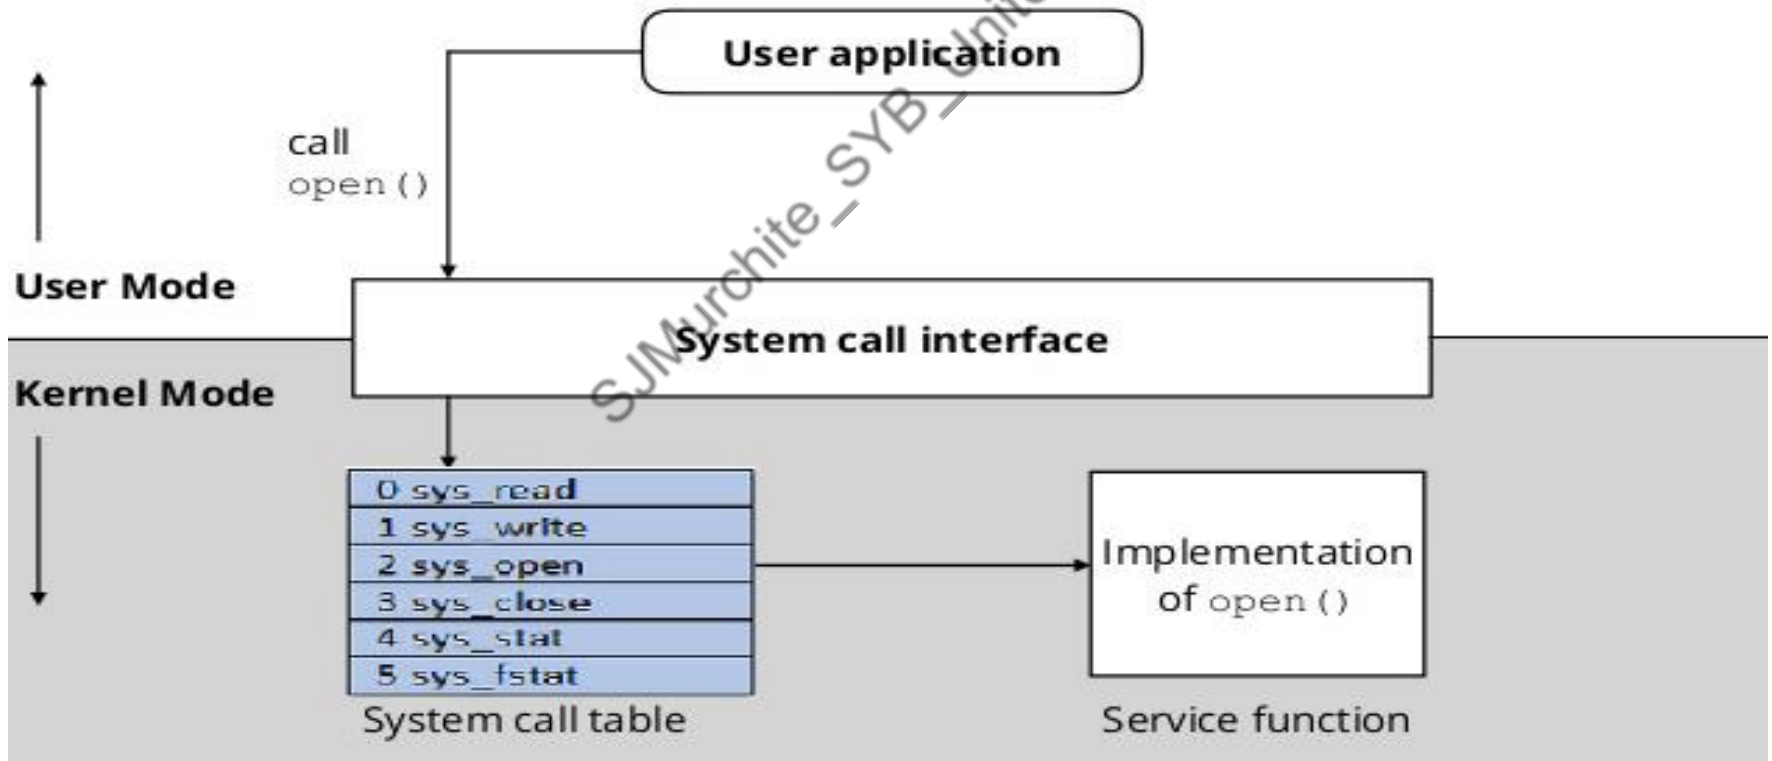 User application
call
open()
User Mode
System call interface
Kernel Mode
0 sys_read
1 sys_write
2 sys_open
3 sys_close
4 sys_stat
5 sys_fstat
System call table
Implementation
of open()
Service function
SJMurchite_SYB_Unite